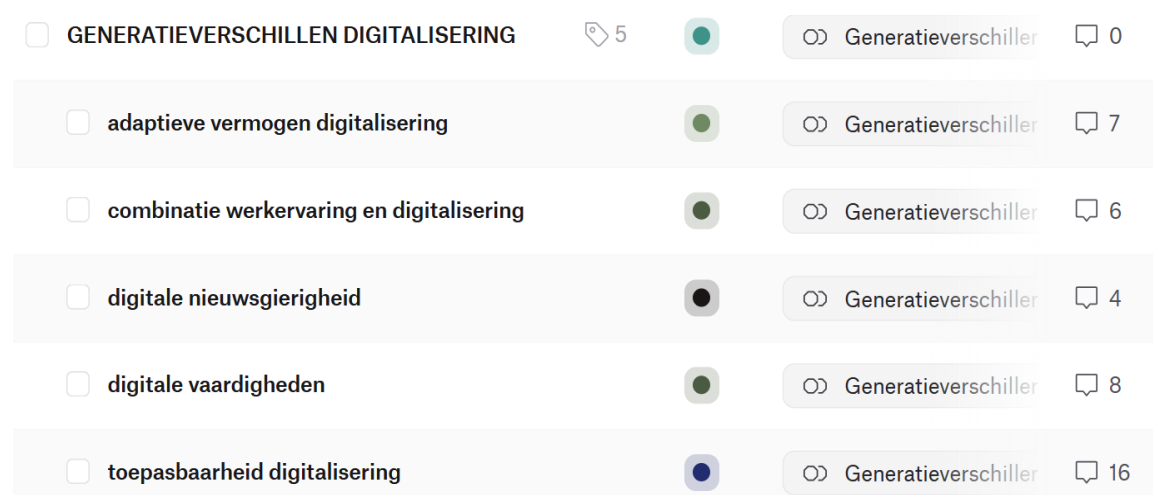 GENERATIEVERSCHILLEN DIGITALISERING 5 Generatieverschiller 0
adaptieve vermogen digitalisering Generatieverschiller 7
combinatie werkervaring en digitalisering Generatieverschiller 6
digitale nieuwsgierigheid Generatieverschiller 4
digitale vaardigheden Generatieverschiller 8
toepasbaarheid digitalisering Generatieverschiller 16